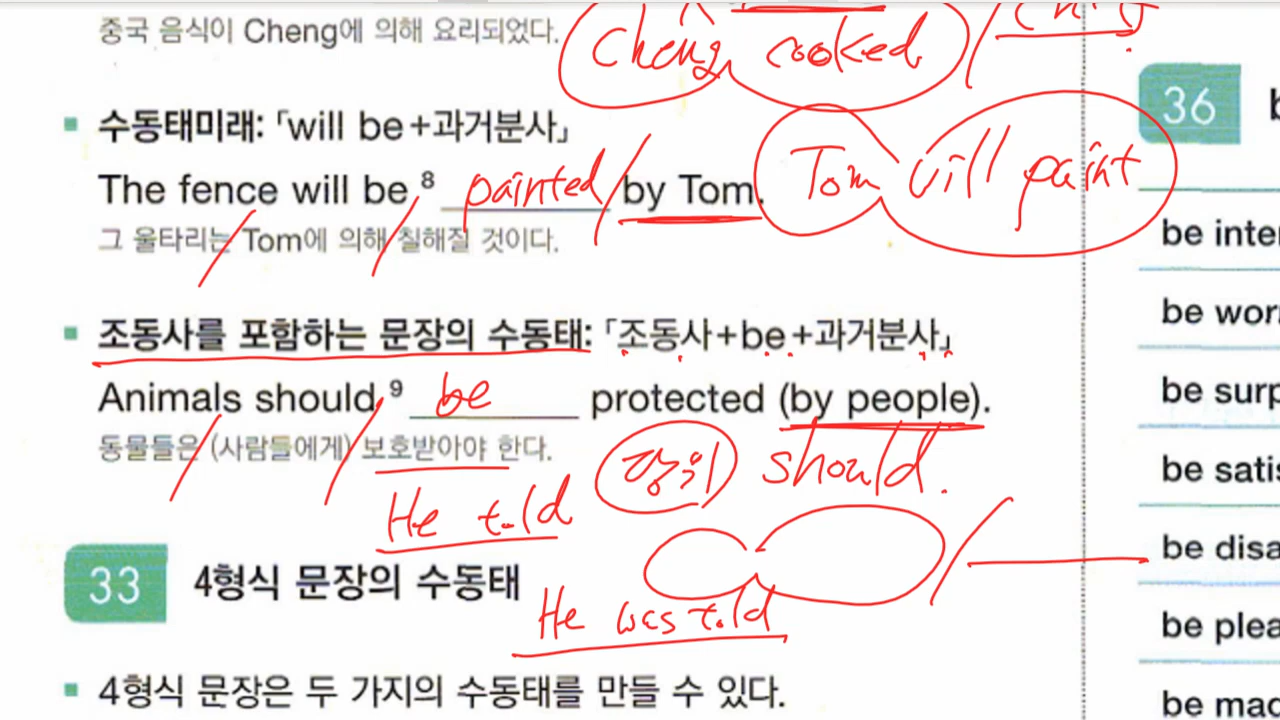 중국 음식이 Cheng에 의해 요리되었다.
Cheng cooked
수동태미래: 「will be+과거분사」
The fence will be 8 painted by Tom. Tom will paint
그 울타리는 Tom에 의해 칠해질 것이다.
조동사를 포함하는 문장의 수동태: 「조동사+be+과거분사」
Animals should 9 be protected (by people).
동물들은 (사람들에게) 보호받아야 한다.
강의 should.
He told
33 4형식 문장의 수동태
He was told
4형식 문장은 두 가지의 수동태를 만들 수 있다.
36 b
be inte
be wor
be surp
be satis
be disa
be plea
be mad